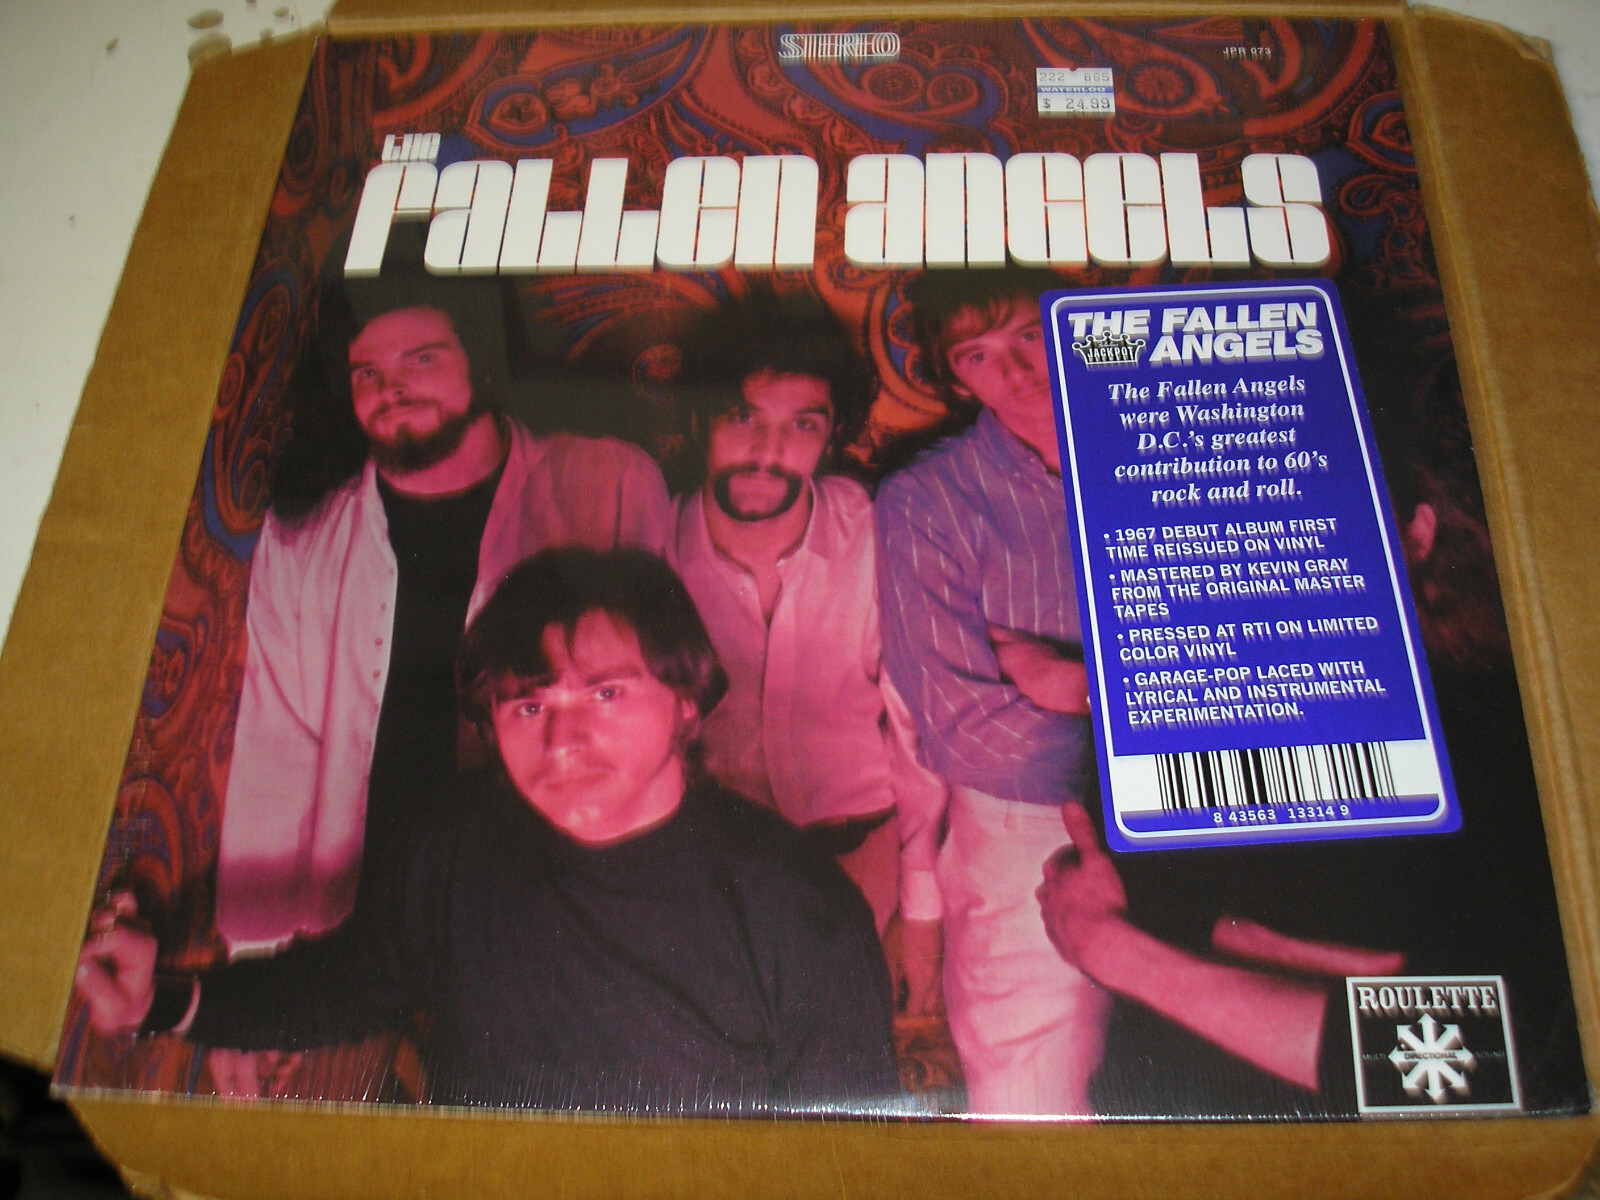 STEREO
JPR 073
222 865
WATERLOO
$ 24.99
the
FALLEN ANGELS
THE FALLEN
JACKPOT
ANGELS
The Fallen Angels
were Washington
D.C.'s greatest
contribution to 60's
rock and roll.
• 1967 DEBUT ALBUM FIRST
TIME REISSUED ON VINYL
• MASTERED BY KEVIN GRAY
FROM THE ORIGINAL MASTER
TAPES
• PRESSED AT RTI ON LIMITED
COLOR VINYL
• GARAGE-POP LACED WITH
LYRICAL AND INSTRUMENTAL
EXPERIMENTATION.
8 43563 13314 9
ROULETTE
MULTI DIRECTIONAL SOUND